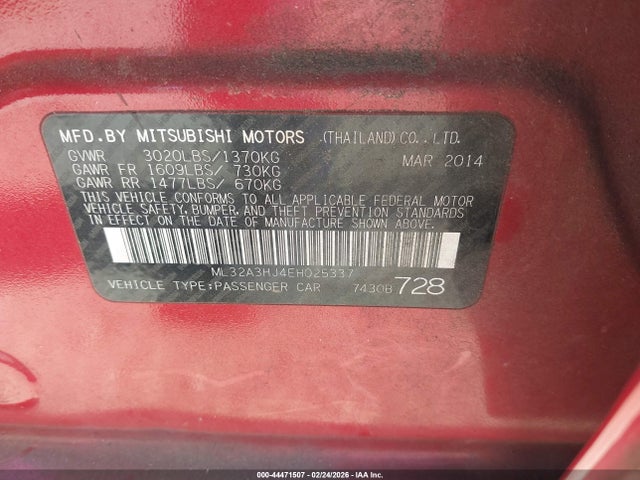 MFD.BY MITSUBISHI MOTORS (THAILAND)CO.,LTD.
GVWR 3020LBS/1370KG MAR 2014
GAWR FR 1609LBS/ 730KG
GAWR RR 1477LBS/ 670KG
THIS VEHICLE CONFORMS TO ALL APPLICABLE FEDERAL MOTOR
VEHICLE SAFETY, BUMPER, AND THEFT PREVENTION STANDARDS
IN EFFECT ON THE DATE OF MANUFACTURE SHOWN ABOVE.
ML32A3HJ4EH025337
VEHICLE TYPE:PASSENGER CAR 7430B 728
000-44471507 - 02/24/2026 - IAA Inc.